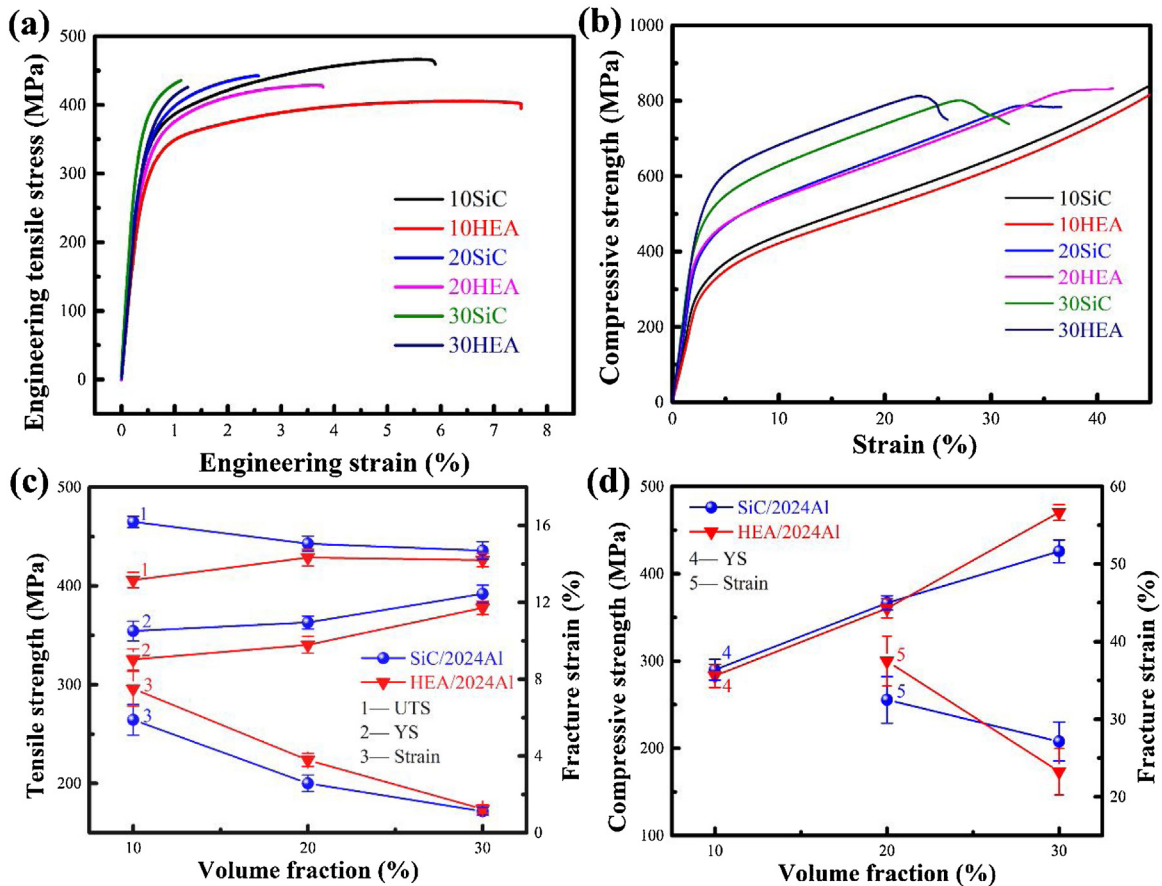 (a)
500
400
300
200
100
0
Engineering tensile stress (MPa)
10SiC
10HEA
20SiC
20HEA
30SiC
30HEA
0 1 2 3 4 5 6 7 8
Engineering strain (%)
(b)
1000
800
600
400
200
0
Compressive strength (MPa)
10SiC
10HEA
20SiC
20HEA
30SiC
30HEA
0 10 20 30 40
Strain (%)
(c)
500
400
300
200
Tensile strength (MPa)
1
1
2
2
3
3
SiC/2024Al
HEA/2024Al
1— UTS
2— YS
3— Strain
16
12
8
4
0
Fracture strain (%)
10 20 30
Volume fraction (%)
(d)
500
450
400
350
300
250
200
150
100
Compressive strength (MPa)
SiC/2024Al
HEA/2024Al
4— YS
5— Strain
4
4
5
5
60
50
40
30
20
Fracture strain (%)
10 20 30
Volume fraction (%)